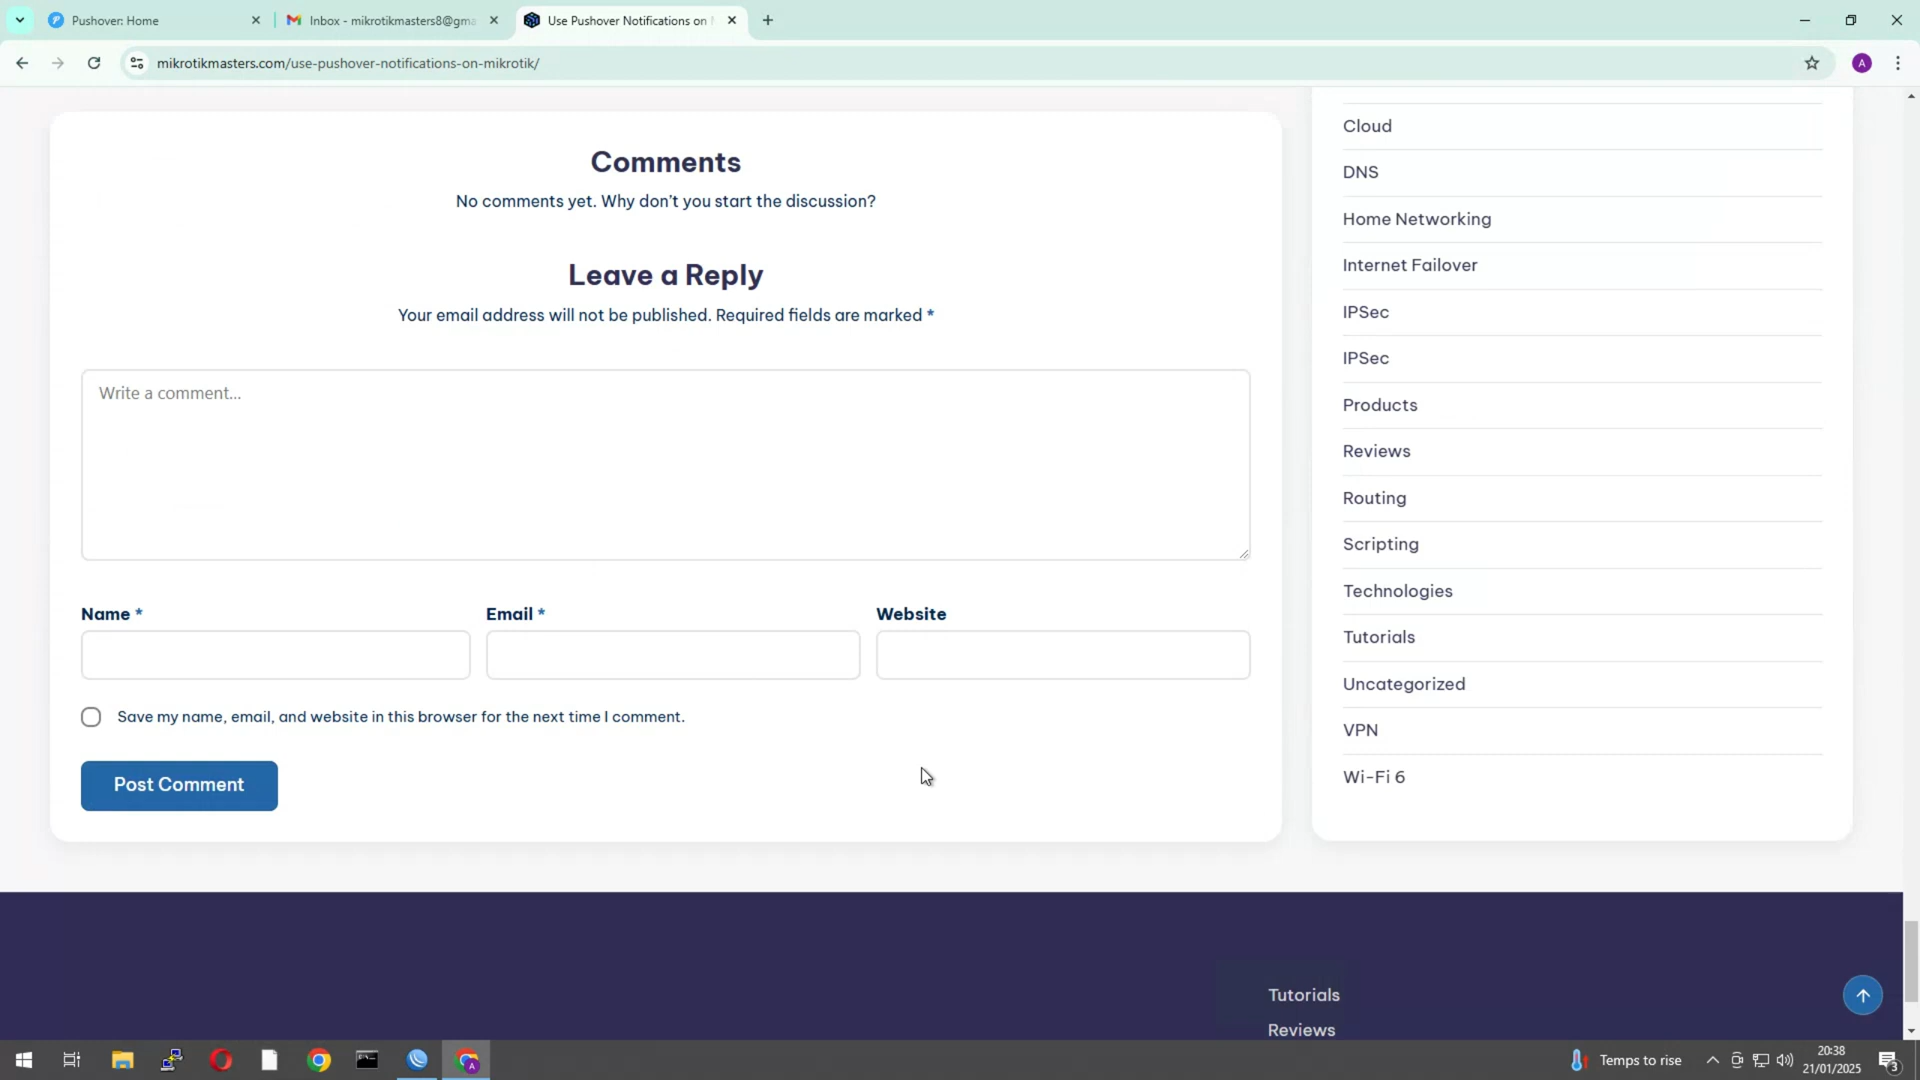 Pushover: Home
Inbox - mikrotikmasters8@gma
Use Pushover Notifications on
mikrotikmasters.com/use-pushover-notifications-on-mikrotik/
A
Comments
No comments yet. Why don't you start the discussion?
Leave a Reply
Your email address will not be published. Required fields are marked *
Write a comment...
Name *
Email *
Website
Save my name, email, and website in this browser for the next time I comment.
Post Comment
Cloud
DNS
Home Networking
Internet Failover
IPSec
IPSec
Products
Reviews
Routing
Scripting
Technologies
Tutorials
Uncategorized
VPN
Wi-Fi 6
Tutorials
Reviews
Temps to rise
20:38
21/01/2025
3